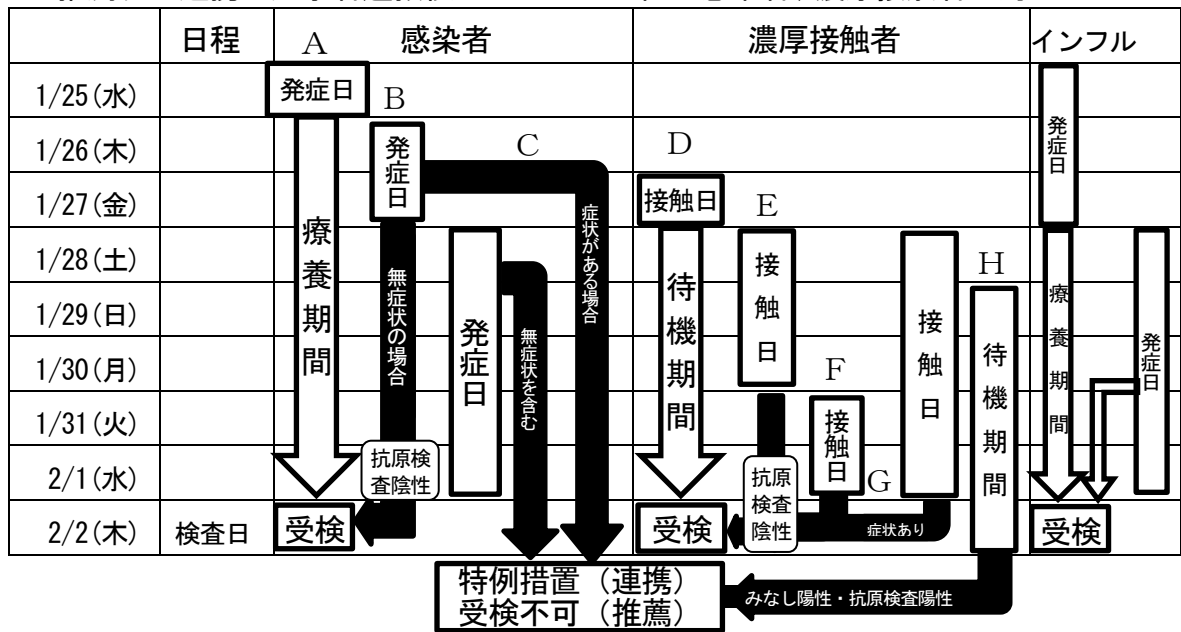 日程 A 感染者 濃厚接触者 インフル
1/25(水) 発症日 B
1/26(木) 発症日 C D 発症日
1/27(金) 接触日 E
1/28(土) H
1/29(日)
1/30(月) F
1/31(火)
2/1(水) G
2/2(木) 検査日 受検 受検 受検
療養期間
無症状の場合
抗原検
査陰性
発症日
無症状を含む
症状がある場合
待機期間
接触日
抗原
検査
陰性
接触日
接触日
症状あり
待機期間
療養期間
発症日
特例措置(連携)
受検不可(推薦)
みなし陽性・抗原検査陽性